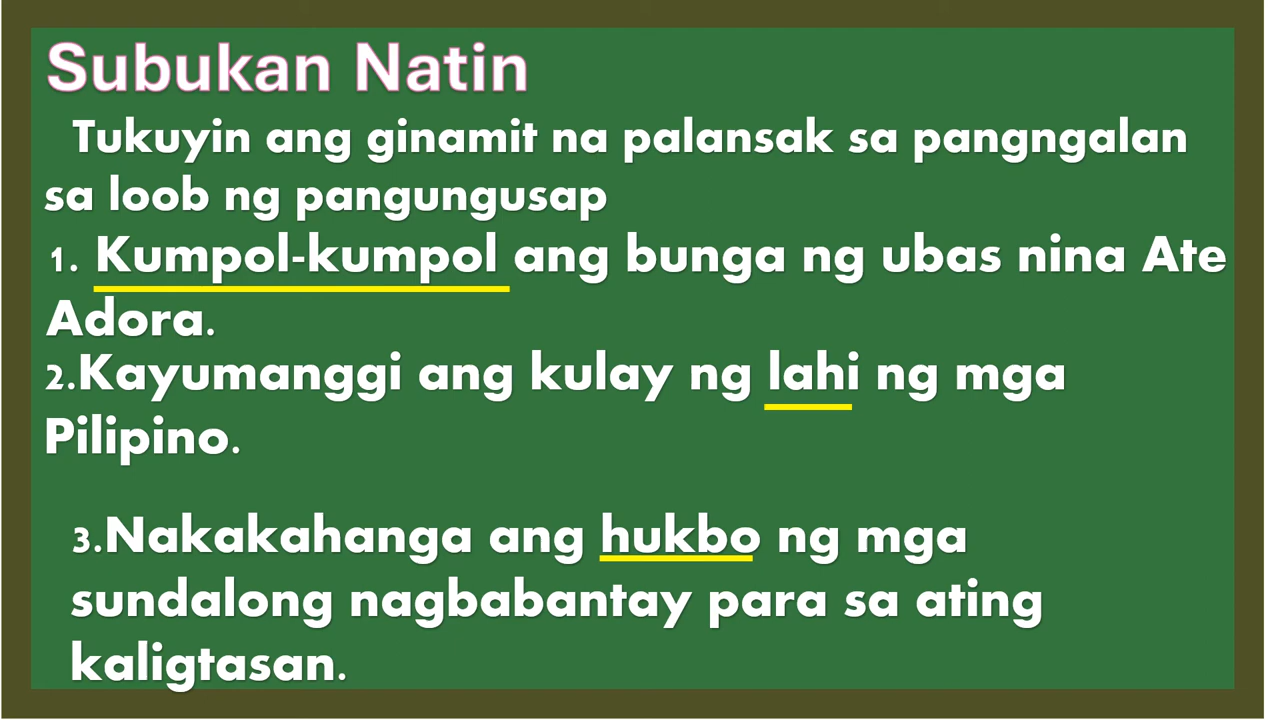 Subukan Natin
Tukuyin ang ginamit na palansak sa pangngalan
sa loob ng pangungusap
1. Kumpol-kumpol ang bunga ng ubas nina Ate
Adora.
2.Kayumanggi ang kulay ng lahi ng mga
Pilipino.
3.Nakakahanga ang hukbo ng mga
sundalong nagbabantay para sa ating
kaligtasan.